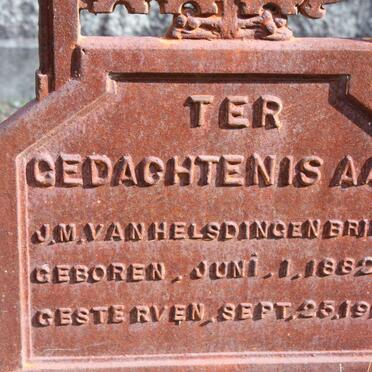 TER
GEDACHTENIS AA
J.M. VAN HELSDINGEN BRI
GEBOREN, JUNI, 1, 1882
GESTERVEN, SEPT, 25, 19